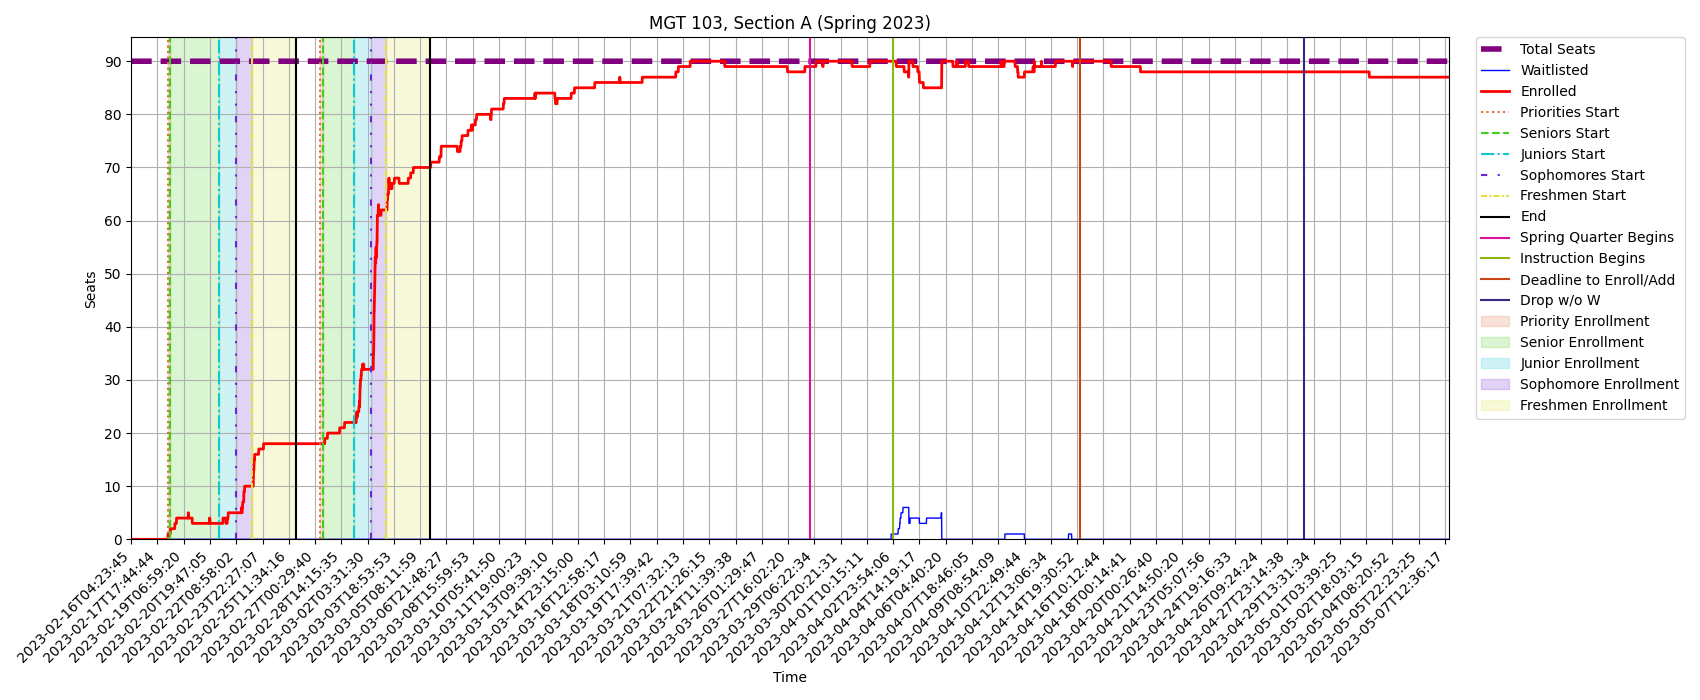 MGT 103, Section A (Spring 2023)
Seats
90
80
70
60
50
40
30
20
10
0
2023-02-16T04:23:45
2023-02-17T17:44:44
2023-02-19T06:59:20
2023-02-20T19:47:05
2023-02-22T08:58:02
2023-02-23T22:27:07
2023-02-25T11:34:16
2023-02-27T00:29:40
2023-02-28T14:15:35
2023-03-02T03:31:30
2023-03-03T18:53:53
2023-03-05T08:11:59
2023-03-06T21:48:27
2023-03-08T15:59:53
2023-03-10T05:41:50
2023-03-11T19:00:23
2023-03-13T09:39:10
2023-03-14T23:15:00
2023-03-16T12:58:17
2023-03-18T03:10:59
2023-03-19T17:39:42
2023-03-21T07:32:13
2023-03-22T21:26:15
2023-03-24T11:39:38
2023-03-26T01:29:47
2023-03-27T16:02:20
2023-03-29T06:22:34
2023-03-30T20:21:31
2023-04-01T10:15:11
2023-04-02T23:54:06
2023-04-04T14:19:17
2023-04-06T04:40:20
2023-04-07T18:46:05
2023-04-09T08:54:09
2023-04-10T22:49:44
2023-04-12T13:06:34
2023-04-14T19:30:52
2023-04-16T10:12:44
2023-04-18T00:14:41
2023-04-20T00:26:40
2023-04-21T14:50:20
2023-04-23T05:07:56
2023-04-24T19:16:33
2023-04-26T09:24:24
2023-04-27T23:14:38
2023-04-29T13:31:34
2023-05-01T03:39:25
2023-05-02T18:03:15
2023-05-04T08:20:52
2023-05-05T22:23:25
2023-05-07T12:36:17
Time
Total Seats
Waitlisted
Enrolled
Priorities Start
Seniors Start
Juniors Start
Sophomores Start
Freshmen Start
End
Spring Quarter Begins
Instruction Begins
Deadline to Enroll/Add
Drop w/o W
Priority Enrollment
Senior Enrollment
Junior Enrollment
Sophomore Enrollment
Freshmen Enrollment